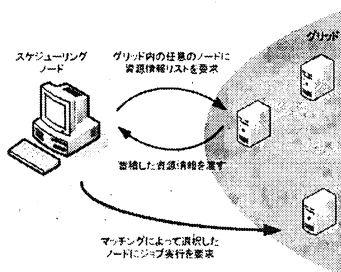 スケジューリング
ノード
グリッド内の任意のノードに
資源情報リストを要求
グリッド
蓄積した資源情報を渡す
マッチングによって選択した
ノードにジョブ実行を要求